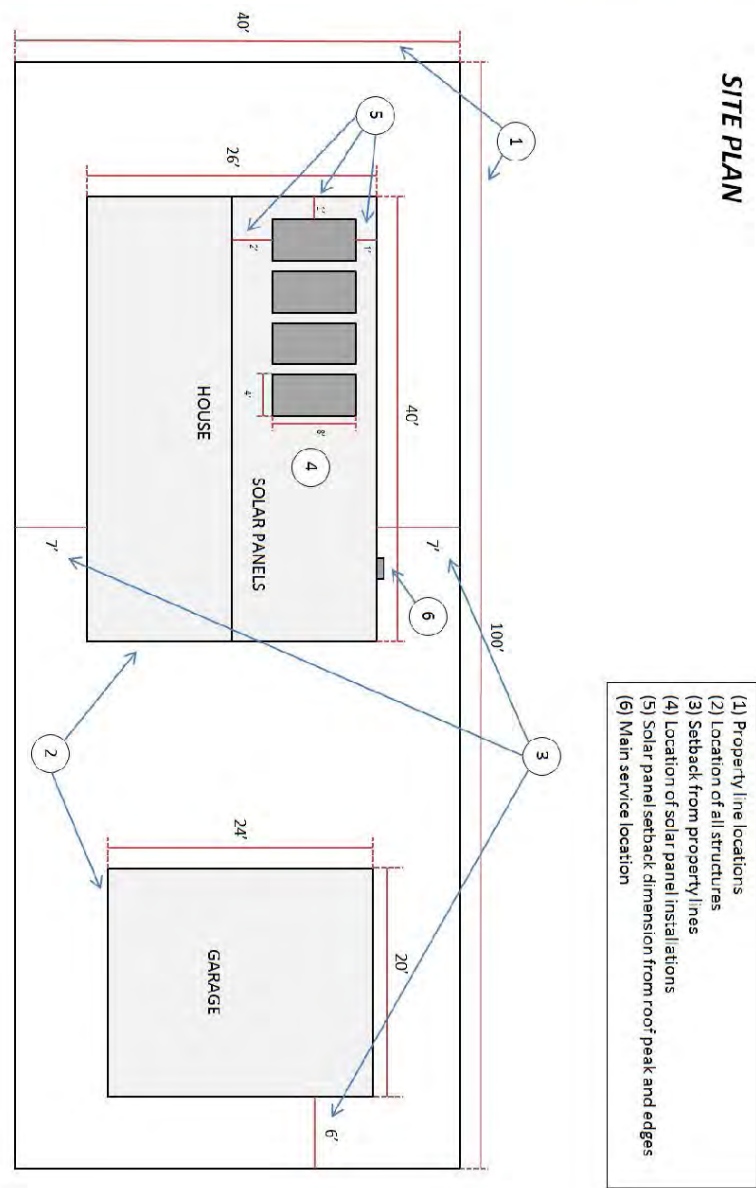 SITE PLAN
(1) Property line locations
(2) Location of all structures
(3) Setback from property lines
(4) Location of solar panel installations
(5) Solar panel setback dimension from roof peak and edges
(6) Main service location
1
40'
100'
3
5
26'
40'
7'
6
1'
1'
2'
4'
8'
4
SOLAR PANELS
HOUSE
7'
2
24'
20'
GARAGE
6'